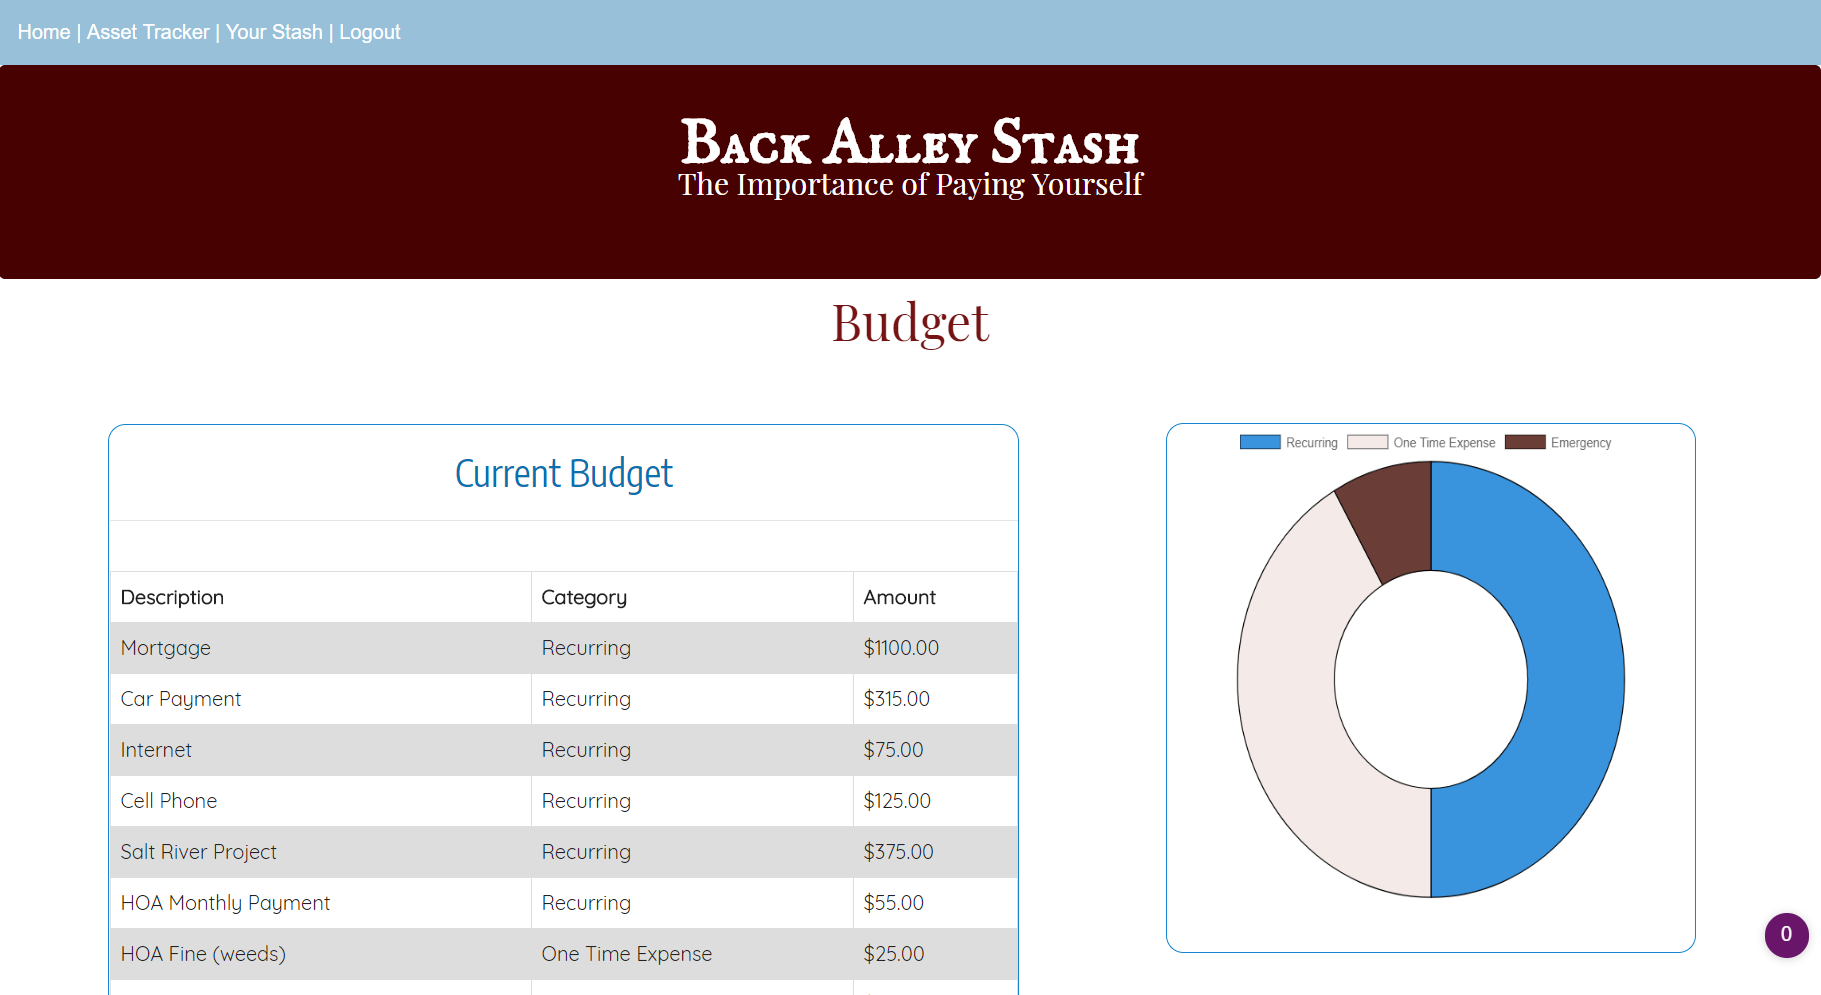 Home | Asset Tracker | Your Stash | Logout
Back Alley Stash
The Importance of Paying Yourself
Budget
Current Budget
Description Category Amount
Mortgage Recurring $1100.00
Car Payment Recurring $315.00
Internet Recurring $75.00
Cell Phone Recurring $125.00
Salt River Project Recurring $375.00
HOA Monthly Payment Recurring $55.00
HOA Fine (weeds) One Time Expense $25.00
Recurring One Time Expense Emergency
0